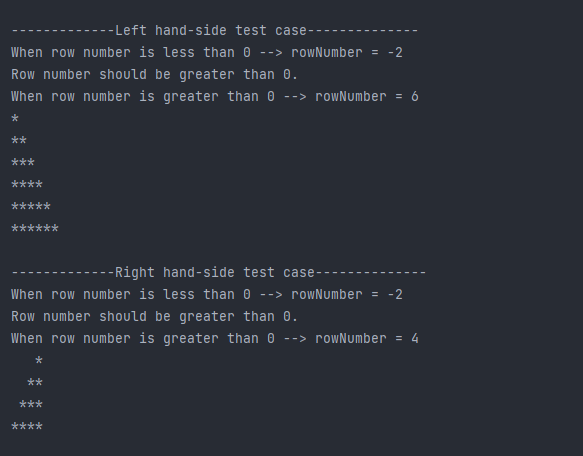 -------------Left hand-side test case--------------
When row number is less than 0 --> rowNumber = -2
Row number should be greater than 0.
When row number is greater than 0 --> rowNumber = 6
*
**
***
****
*****
******

-------------Right hand-side test case--------------
When row number is less than 0 --> rowNumber = -2
Row number should be greater than 0.
When row number is greater than 0 --> rowNumber = 4
   *
  **
 ***
****